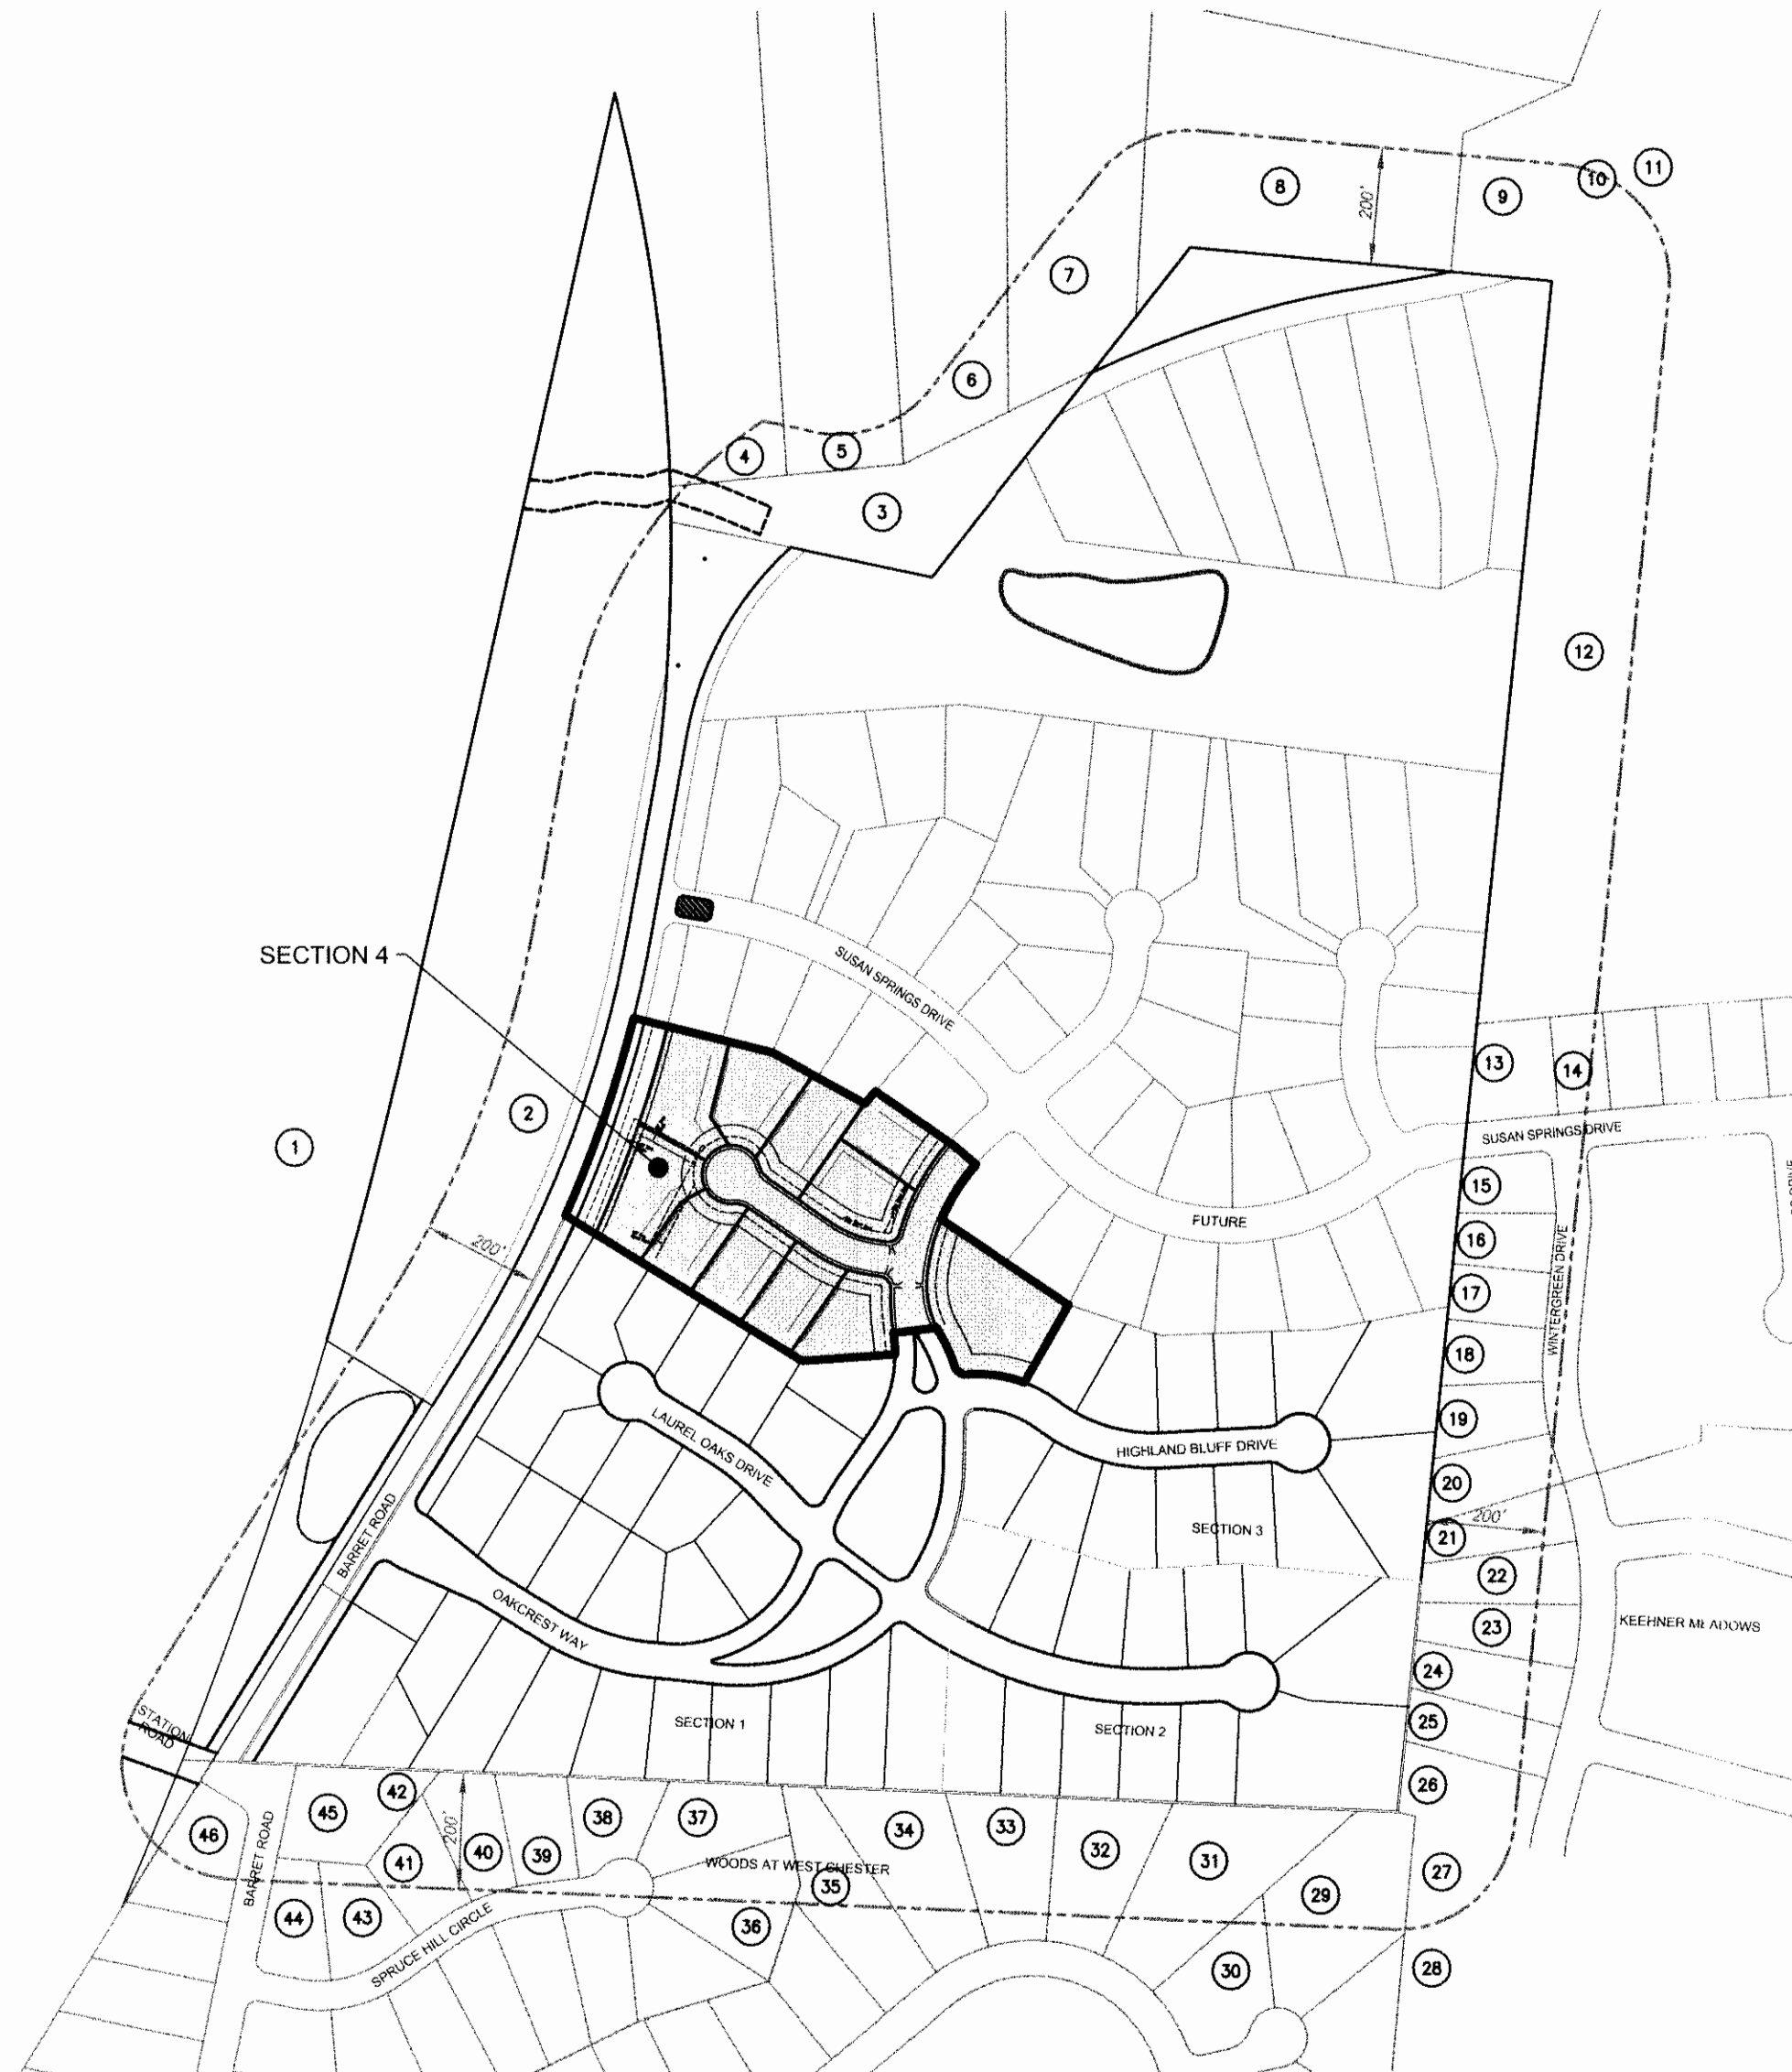 11
10
8
9
200'
7
6
4
5
3
12
SUSAN SPRINGS DRIVE
SECTION 4
13
14
2
1
SUSAN SPRINGS DRIVE
15
FUTURE
16
200'
WINTERGREEN DRIVE
17
18
LAUREL OAKS DRIVE
19
HIGHLAND BLUFF DRIVE
20
200'
SECTION 3
21
BARRET ROAD
22
OAKCREST WAY
23
KEEHNER MEADOWS
24
STATION
ROAD
SECTION 1
SECTION 2
25
26
42
45
38
37
46
BARRET ROAD
200'
41
40
39
34
33
32
31
WOODS AT WEST CHESTER
35
27
29
44
43
36
SPRUCE HILL CIRCLE
30
28